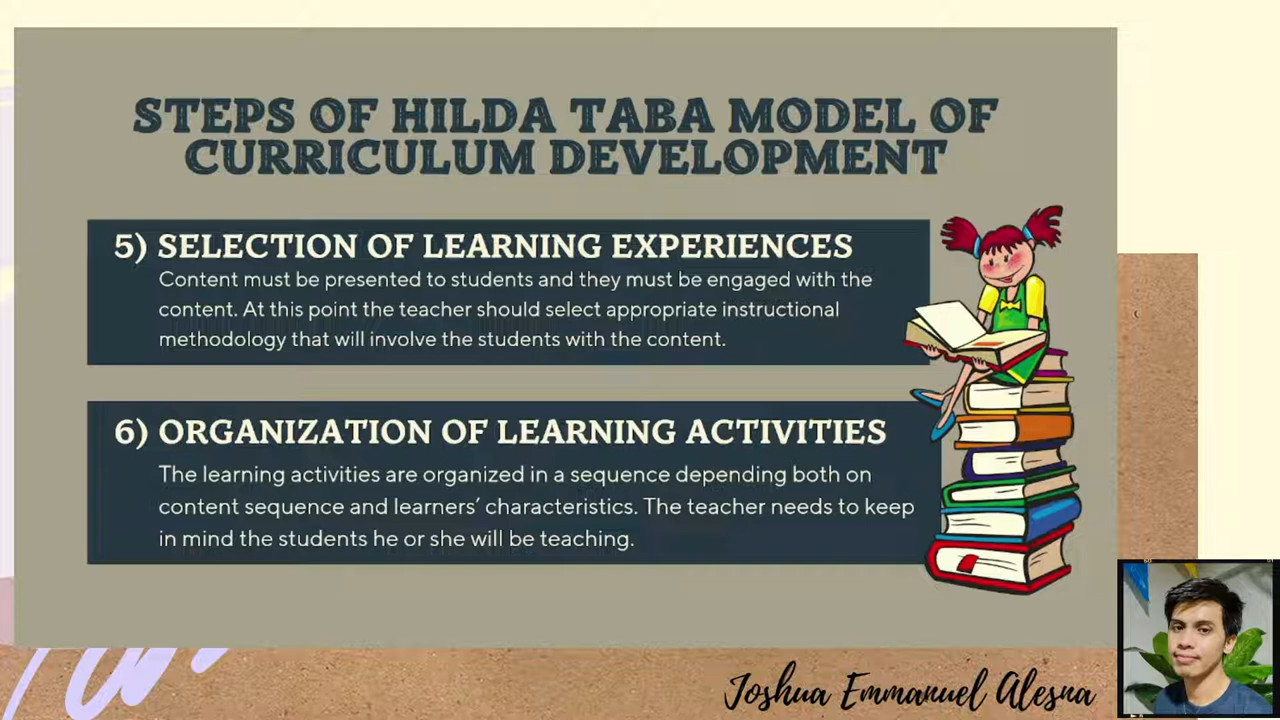 STEPS OF HILDA TABA MODEL OF
CURRICULUM DEVELOPMENT
5) SELECTION OF LEARNING EXPERIENCES
Content must be presented to students and they must be engaged with the
content. At this point the teacher should select appropriate instructional
methodology that will involve the students with the content.
6) ORGANIZATION OF LEARNING ACTIVITIES
The learning activities are organized in a sequence depending both on
content sequence and learners’ characteristics. The teacher needs to keep
in mind the students he or she will be teaching.
Joshua Emmanuel Alesna